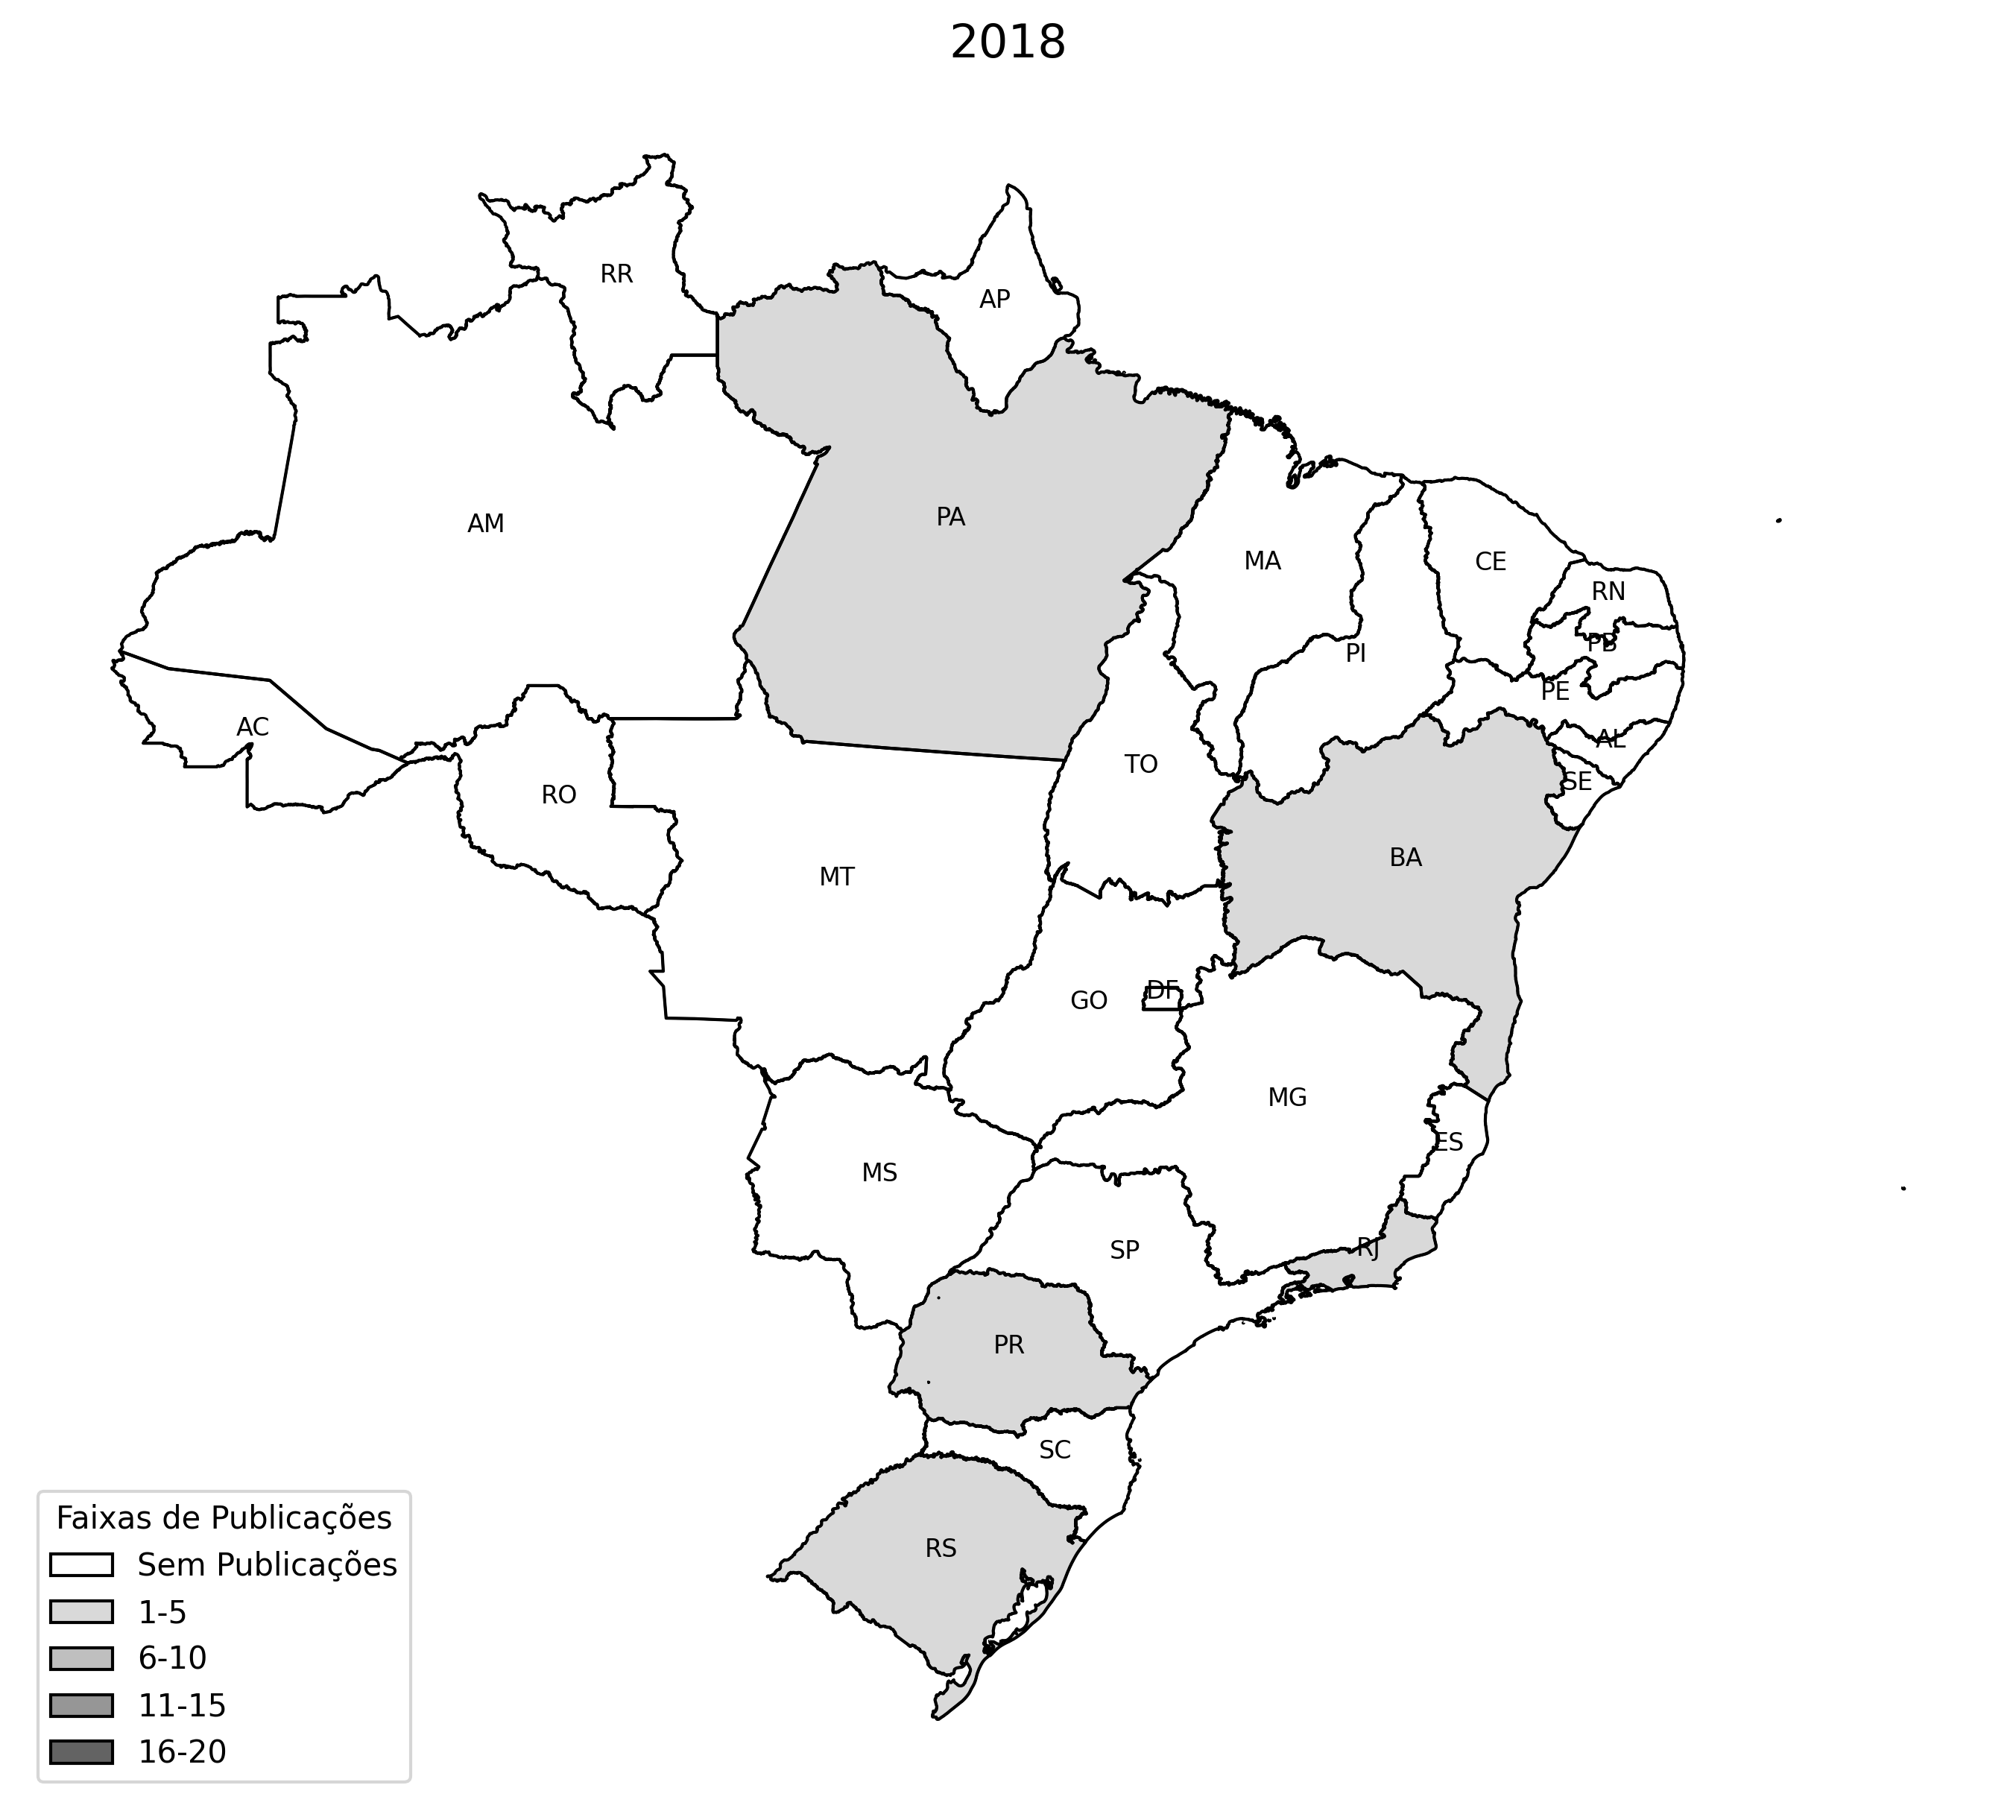 2018
RR
AP
AM
PA
MA
CE
RN
PB
PI
PE
AC
AL
TO
SE
RO
BA
MT
DF
GO
MG
ES
MS
RJ
SP
PR
SC
RS
Faixas de Publicações
Sem Publicações
1-5
6-10
11-15
16-20